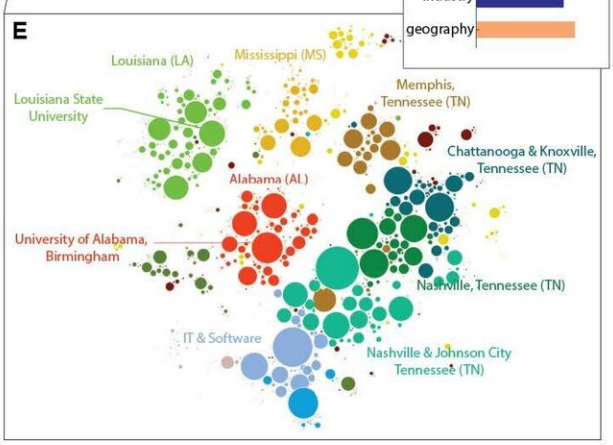 industry
geography
E
Louisiana (LA)
Mississippi (MS)
Memphis,
Tennessee (TN)
Louisiana State
University
Chattanooga & Knoxville,
Tennessee (TN)
Alabama (AL)
University of Alabama,
Birmingham
Nashville, Tennessee (TN)
IT & Software
Nashville & Johnson City
Tennessee (TN)